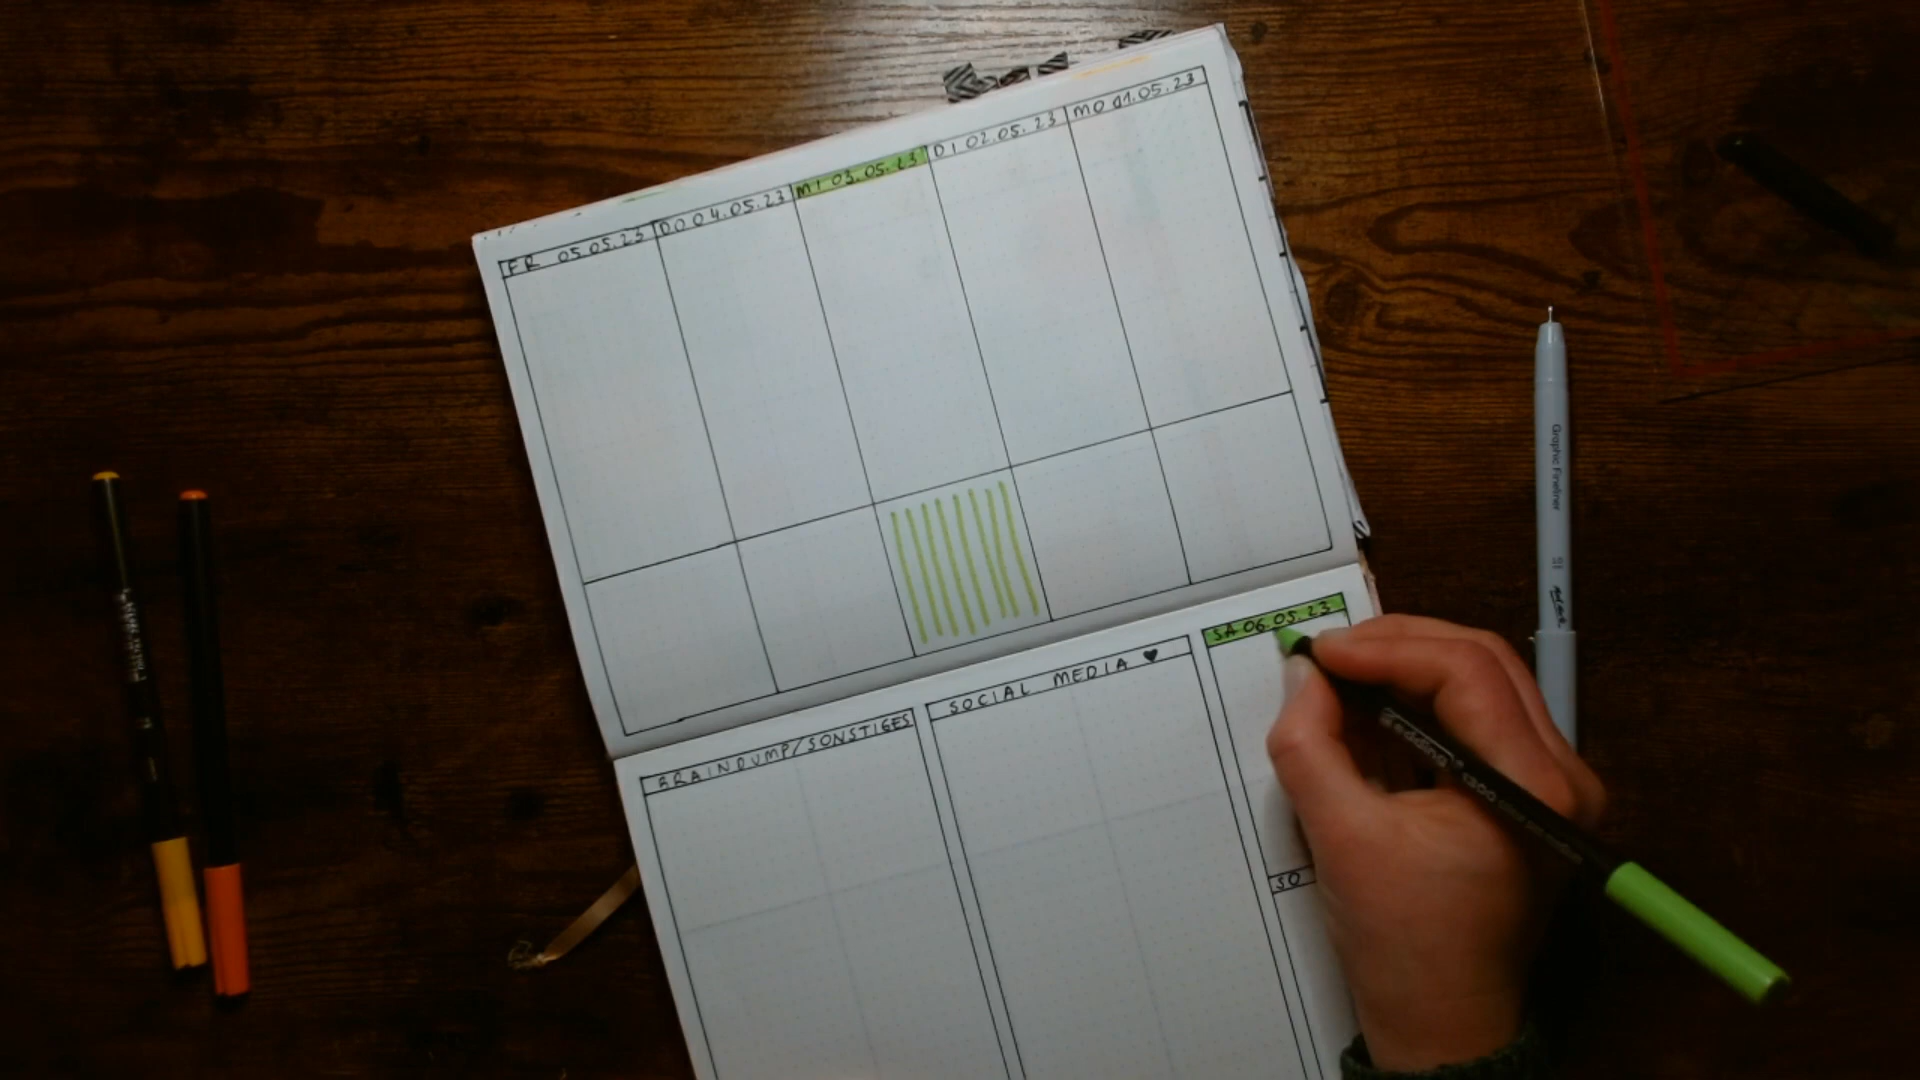 FR 05.05.23
DO 04.05.23
MI 03.05.23
DI 02.05.23
MO 01.05.23
BRAINDUMP/SONSTIGES
SOCIAL MEDIA ♥
SA 06.05.23
SO
Graphic Fineliner
edding 1200